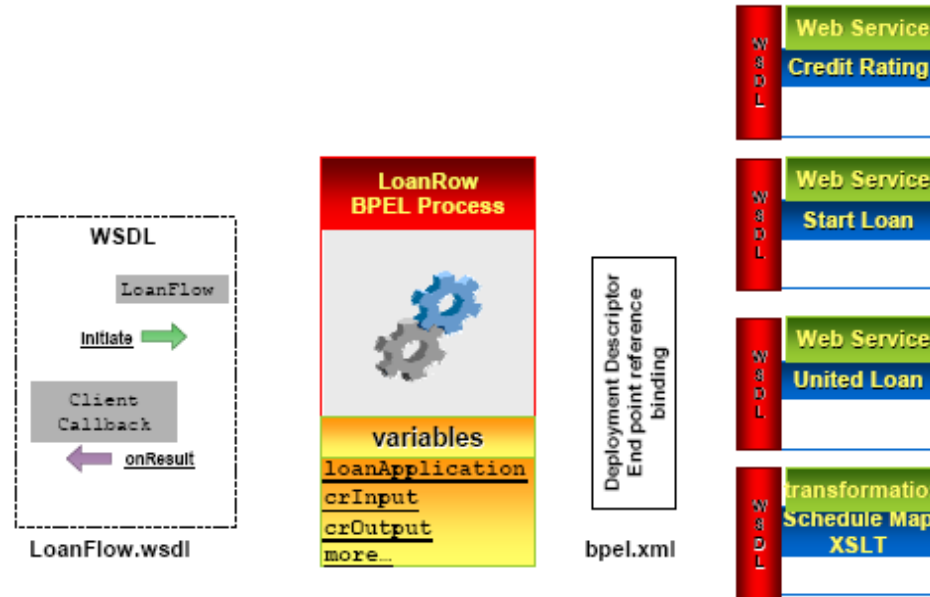 WSDL
LoanFlow
Initiate
Client
Callback
onResult
LoanFlow.wsdl
LoanRow
BPEL Process
variables
loanApplication
crInput
crOutput
more…
Deployment Descriptor
End point reference
binding
bpel.xml
WSDL
Web Service
Credit Rating
WSDL
Web Service
Start Loan
WSDL
Web Service
United Loan
WSDL
transformatio
Schedule Map
XSLT